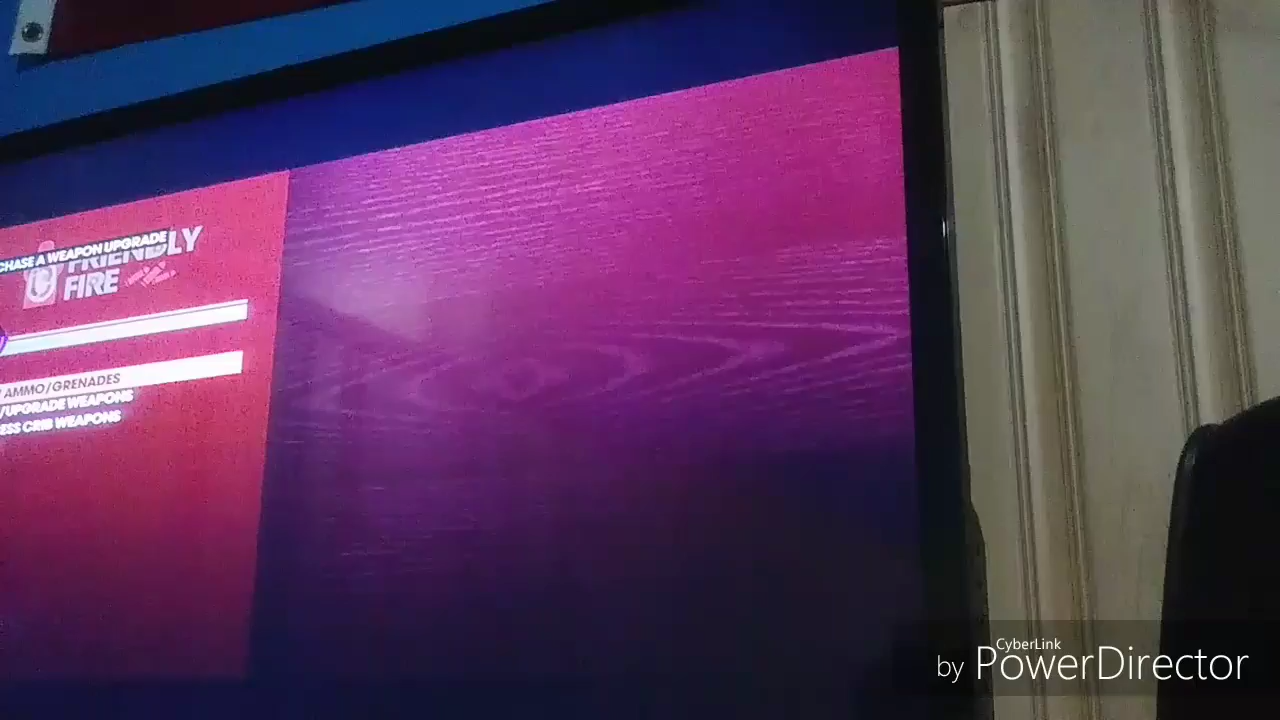 CHASE A WEAPON UPGRADE
FRIENDLY
FIRE
AMMO/GRENADES
/UPGRADE WEAPONS
ESS CRIB WEAPONS
CyberLink
by PowerDirector